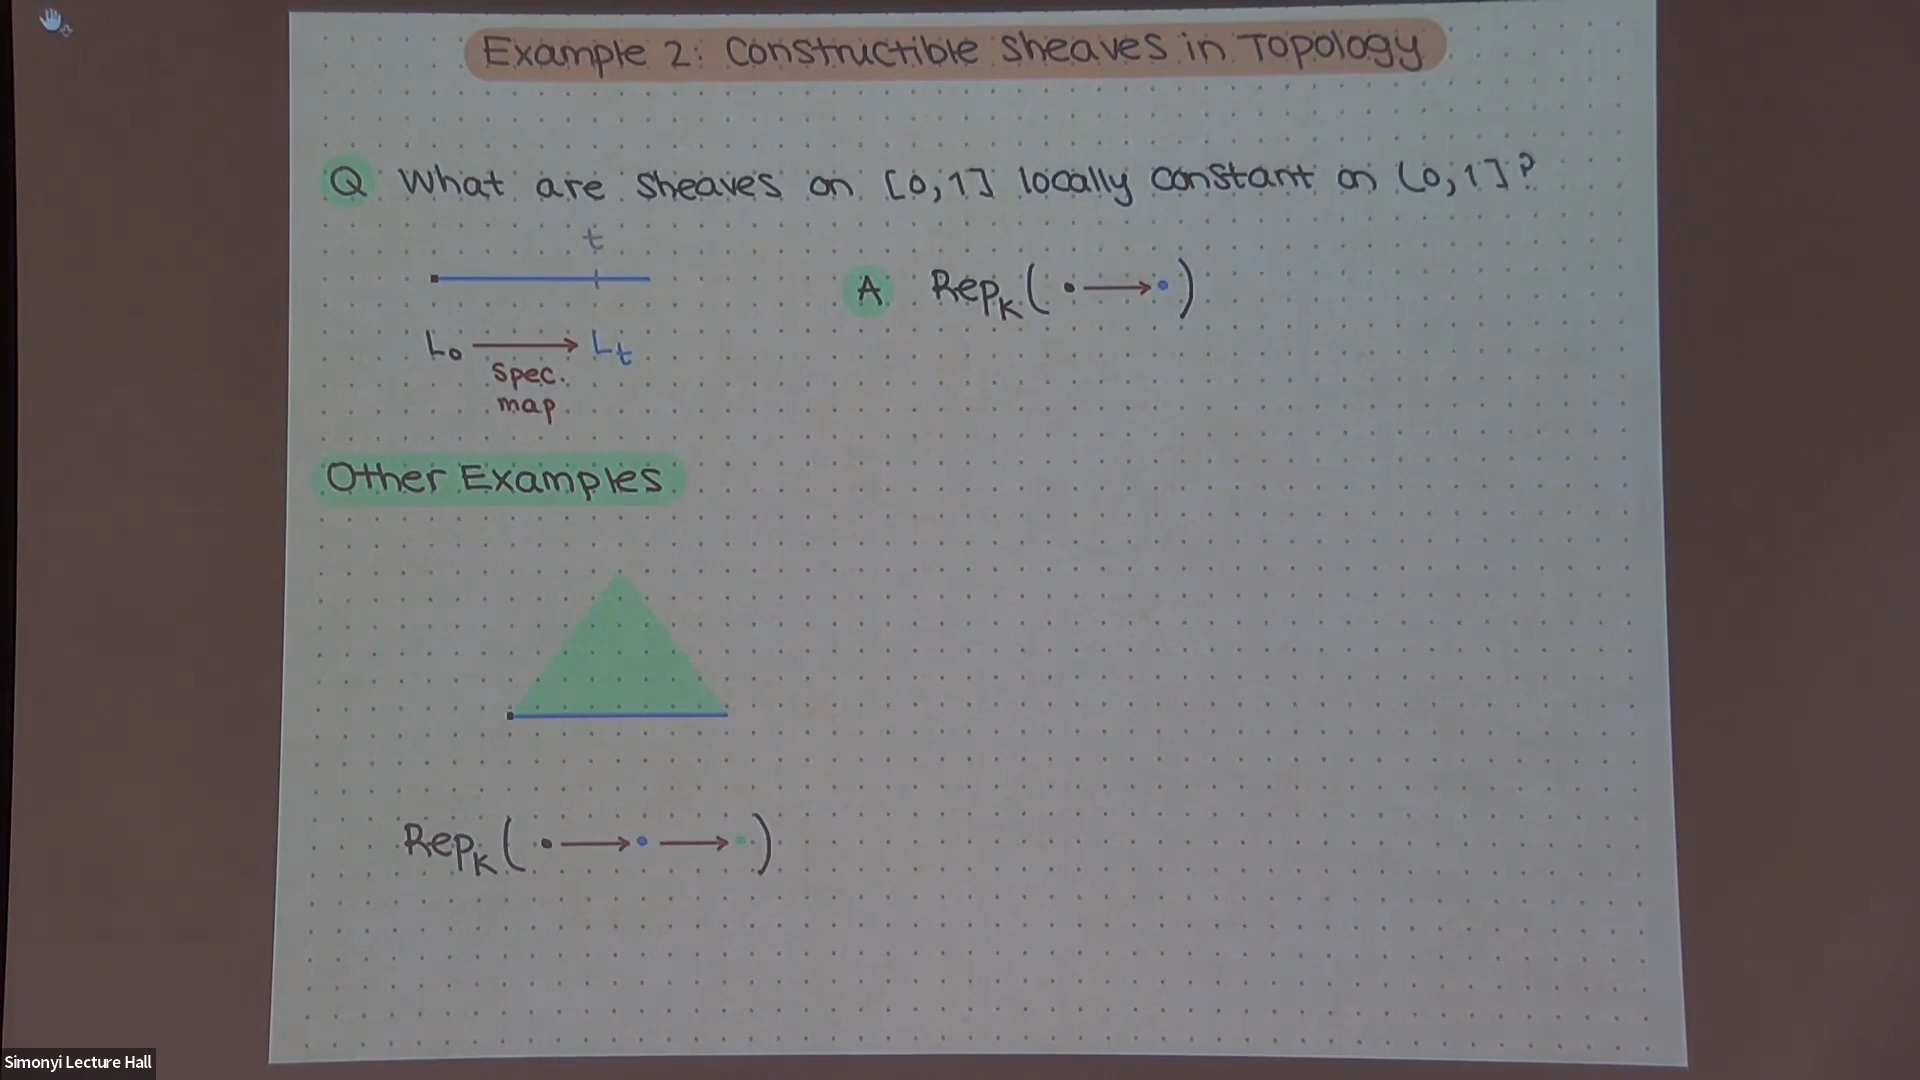 Example 2: Constructible Sheaves in Topology
Q What are sheaves on [0,1] locally constant on (0,1]?
t
A Rep_K ( • → • )
L_0 → L_t
spec.
map
Other Examples
Rep_K ( • → • → • )
Simonyi Lecture Hall